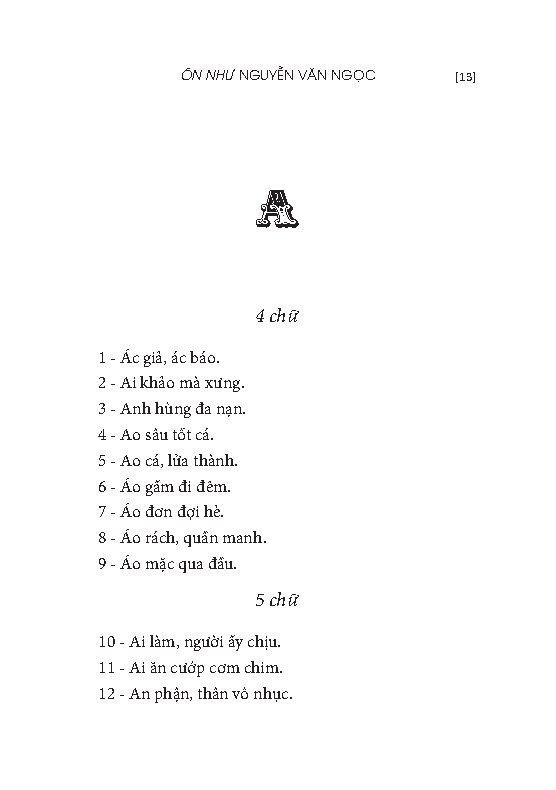 ÔN NHƯ NGUYỄN VĂN NGỌC [13]
A
4 chữ
1 - Ác giả, ác báo.
2 - Ai khảo mà xưng.
3 - Anh hùng đa nạn.
4 - Ao sâu tốt cá.
5 - Ao cá, lửa thành.
6 - Áo gấm đi đêm.
7 - Áo đơn đợi hè.
8 - Áo rách, quần manh.
9 - Áo mặc qua đầu.
5 chữ
10 - Ai làm, người ấy chịu.
11 - Ai ăn cướp cơm chim.
12 - An phận, thân vô nhục.